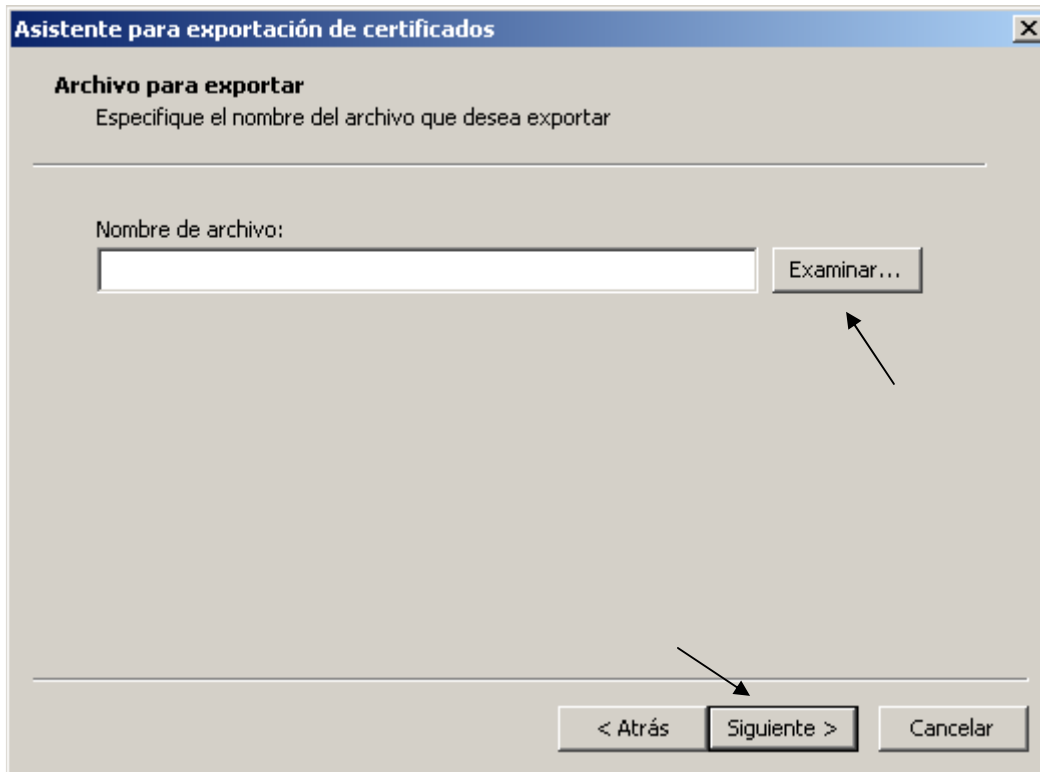 Asistente para exportación de certificados
Archivo para exportar
Especifique el nombre del archivo que desea exportar
Nombre de archivo:
Examinar...
< Atrás
Siguiente >
Cancelar